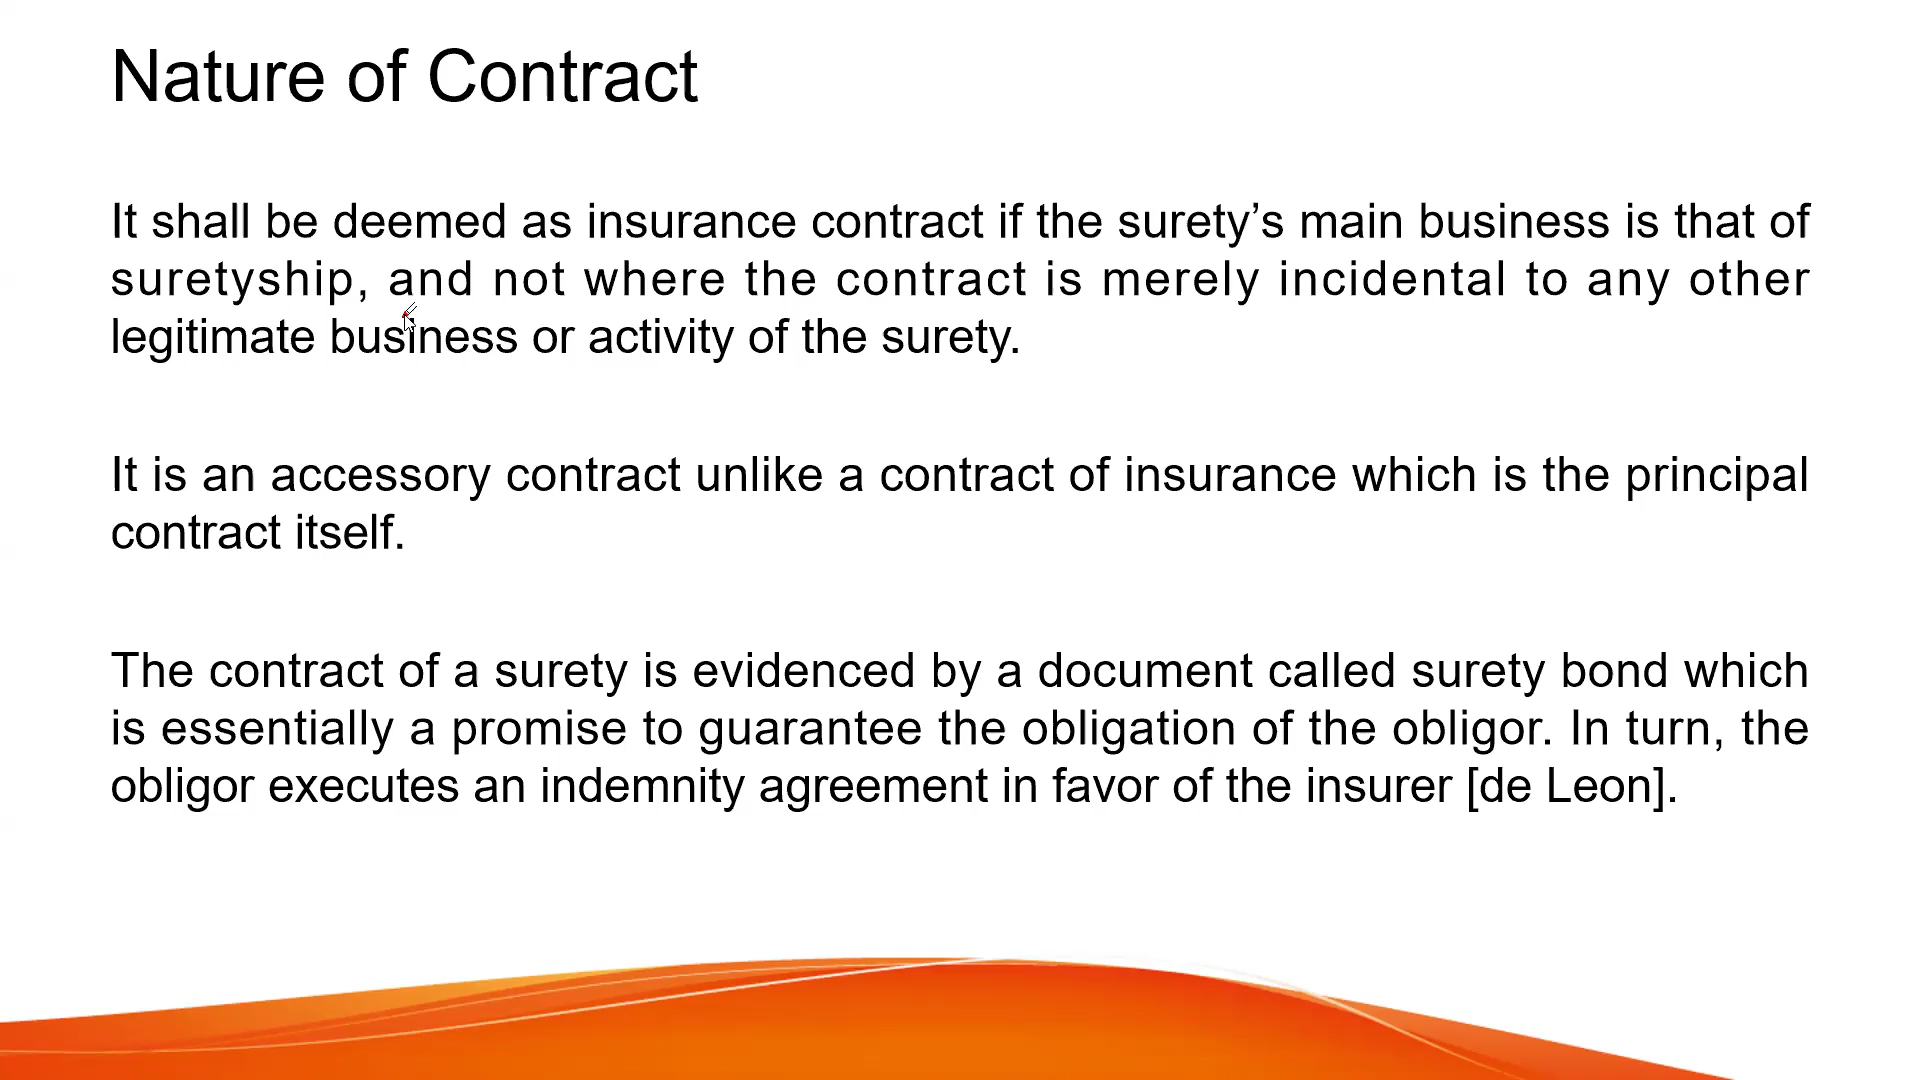 Nature of Contract
It shall be deemed as insurance contract if the surety’s main business is that of
suretyship, and not where the contract is merely incidental to any other
legitimate business or activity of the surety.
It is an accessory contract unlike a contract of insurance which is the principal
contract itself.
The contract of a surety is evidenced by a document called surety bond which
is essentially a promise to guarantee the obligation of the obligor. In turn, the
obligor executes an indemnity agreement in favor of the insurer [de Leon].